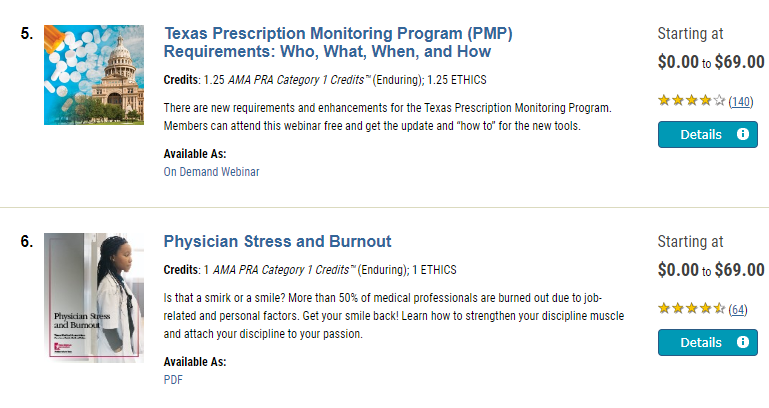 5.
Texas Prescription Monitoring Program (PMP)
Requirements: Who, What, When, and How
Credits: 1.25 AMA PRA Category 1 Credits™ (Enduring); 1.25 ETHICS
There are new requirements and enhancements for the Texas Prescription Monitoring Program.
Members can attend this webinar free and get the update and “how to” for the new tools.
Available As:
On Demand Webinar
Starting at
$0.00 to $69.00
(140)
Details
6.
Physician Stress
and Burnout
Physician Stress and Burnout
Credits: 1 AMA PRA Category 1 Credits™ (Enduring); 1 ETHICS
Is that a smirk or a smile? More than 50% of medical professionals are burned out due to job-
related and personal factors. Get your smile back! Learn how to strengthen your discipline muscle
and attach your discipline to your passion.
Available As:
PDF
Starting at
$0.00 to $69.00
(64)
Details